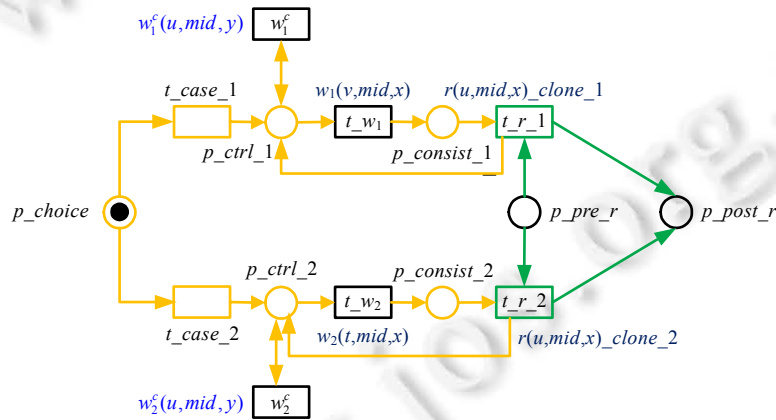 w₁ᶜ(u,mid,y) w₁ᶜ
t_case_1 w₁(v,mid,x) r(u,mid,x)_clone_1
t_w₁ t_r_1
p_ctrl_1 p_consist_1
p_choice p_pre_r p_post_r
p_ctrl_2 p_consist_2
t_w₂ t_r_2
t_case_2 w₂(t,mid,x) r(u,mid,x)_clone_2
w₂ᶜ(u,mid,y) w₂ᶜ